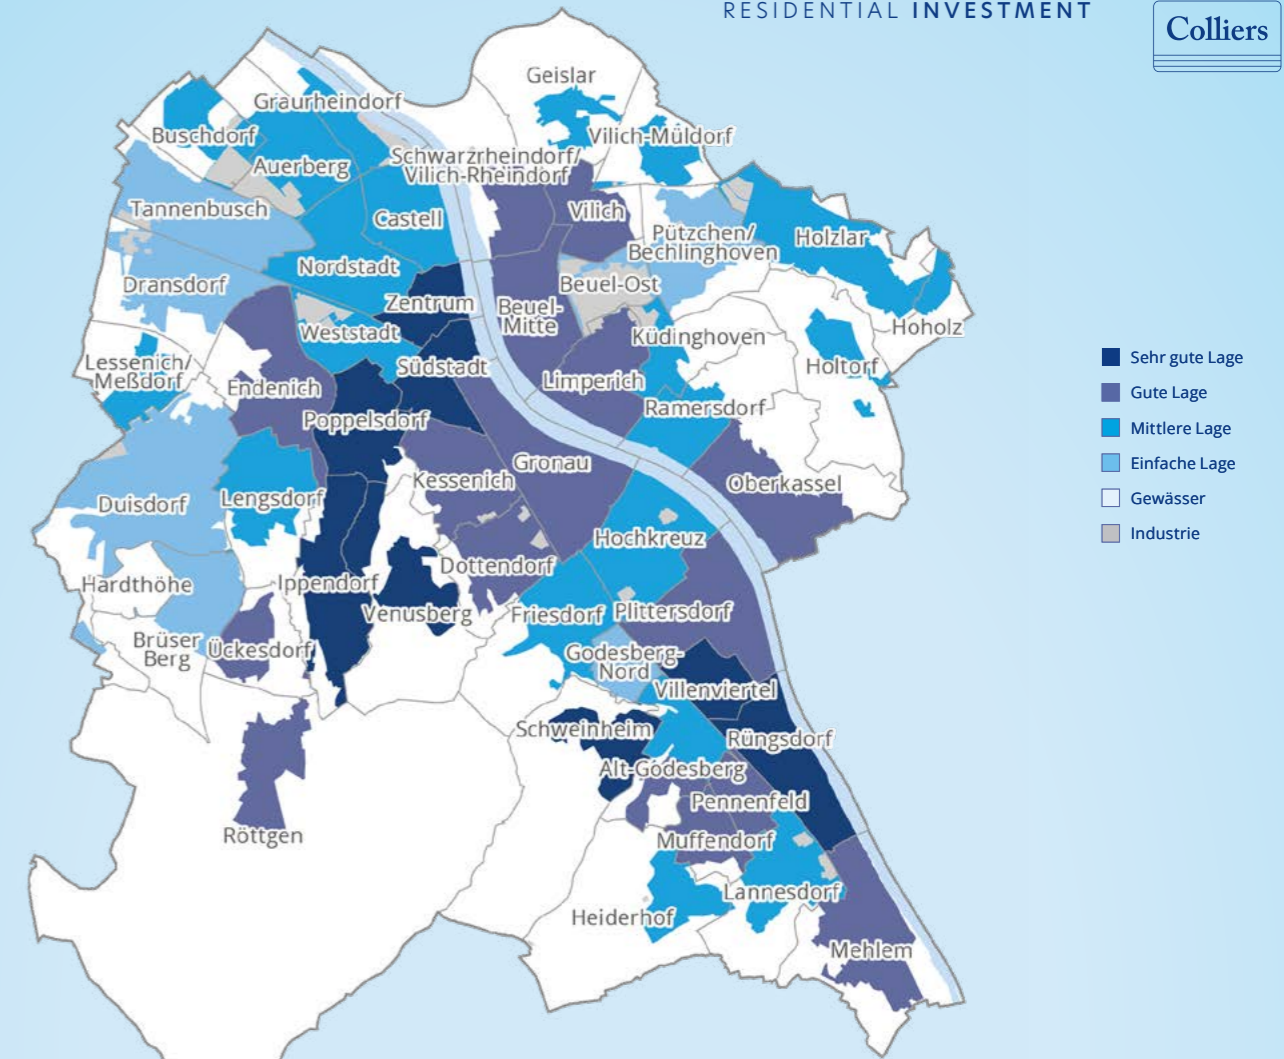 RESIDENTIAL INVESTMENT
Colliers
Geislar
Graurheindorf
Buschdorf
Vilich-Müldorf
Auerberg
Schwarzrheindorf/
Vilich-Rheindorf
Tannenbusch
Castell
Vilich
Pützchen/
Bechlinghoven
Holzlar
Nordstadt
Dransdorf
Beuel-Ost
Zentrum
Beuel-
Mitte
Weststadt
Küdinghoven
Hoholz
Lessenich/
Meßdorf
Südstadt
Holtorf
Endenich
Limperich
Poppelsdorf
Ramersdorf
Gronau
Kessenich
Oberkassel
Duisdorf
Lengsdorf
Hochkreuz
Dottendorf
Hardthöhe
Ippendorf
Venusberg
Friesdorf
Plittersdorf
Brüser
Berg
Ückesdorf
Godesberg-
Nord
Villenviertel
Schweinheim
Rüngsdorf
Alt-Godesberg
Pennenfeld
Röttgen
Muffendorf
Lannesdorf
Heiderhof
Mehlem
Sehr gute Lage
Gute Lage
Mittlere Lage
Einfache Lage
Gewässer
Industrie